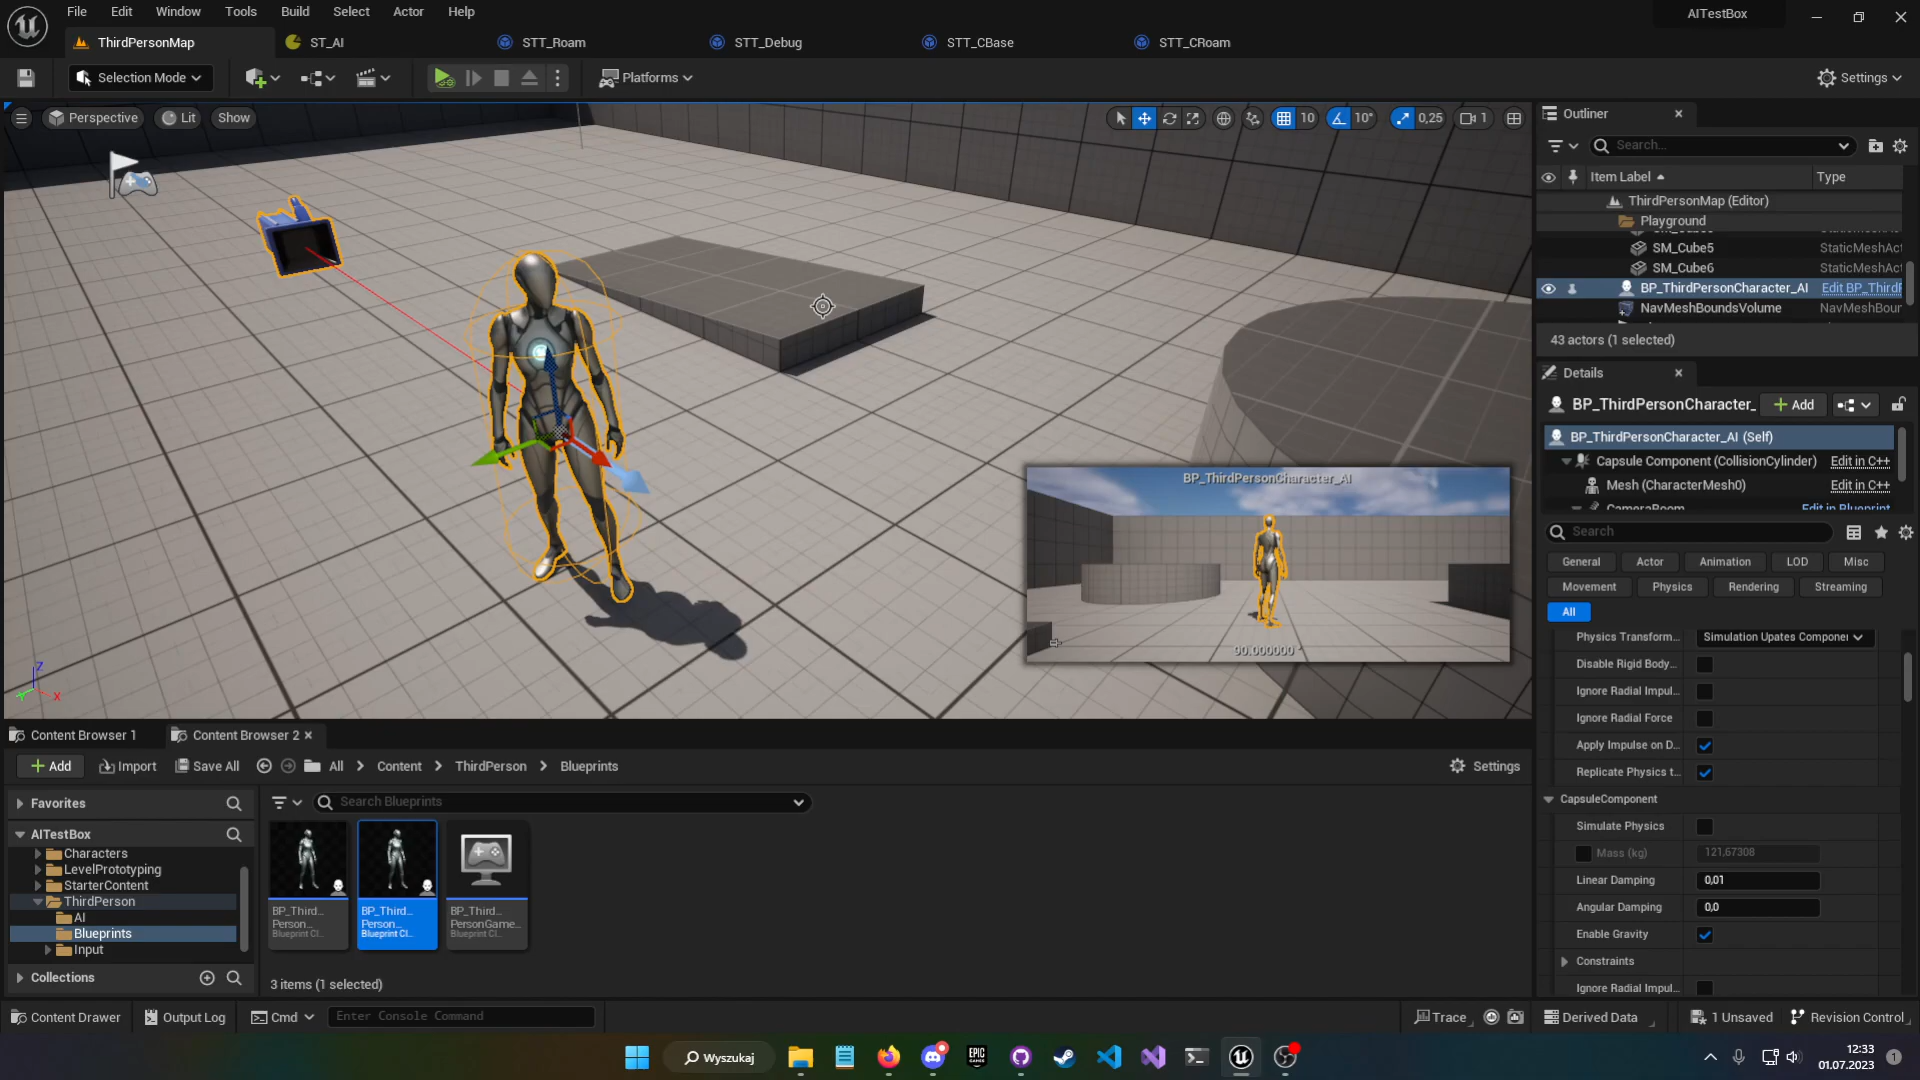 File Edit Window Tools Build Select Actor Help
AITestBox
ThirdPersonMap
ST_AI
STT_Roam
STT_Debug
STT_CBase
STT_CRoam
Selection Mode
Platforms
Settings
Perspective
Lit
Show
10
10°
0,25
1
Outliner
Search...
Item Label
Type
ThirdPersonMap (Editor)
Playground
SM_Cube5
StaticMeshAct
SM_Cube6
StaticMeshAct
BP_ThirdPersonCharacter_AI
Edit BP_ThirdF
NavMeshBoundsVolume
NavMeshBour
43 actors (1 selected)
Details
BP_ThirdPersonCharacter_
Add
BP_ThirdPersonCharacter_AI (Self)
Capsule Component (CollisionCylinder)
Edit in C++
Mesh (CharacterMesh0)
Edit in C++
CameraBoom
Edit in Blueprint
Search
General
Actor
Animation
LOD
Misc
Movement
Physics
Rendering
Streaming
All
Physics Transform...
Simulation Upates Componer
Disable Rigid Body...
Ignore Radial Impul...
Ignore Radial Force
Apply Impulse on D...
Replicate Physics t...
CapsuleComponent
Simulate Physics
Mass (kg)
121,67308
Linear Damping
0,01
Angular Damping
0,0
Enable Gravity
Constraints
Ignore Radial Impul...
BP_ThirdPersonCharacter_AI
90.000000 °
Z
X
Content Browser 1
Content Browser 2
Add
Import
Save All
All
Content
ThirdPerson
Blueprints
Settings
Favorites
Search Blueprints
AITestBox
Characters
LevelPrototyping
StarterContent
ThirdPerson
AI
Blueprints
Input
Collections
BP_Third...
Person...
Blueprint Cl...
BP_Third...
Person...
Blueprint Cl...
BP_Third...
PersonGame...
Blueprint Cl...
3 items (1 selected)
Content Drawer
Output Log
Cmd
Enter Console Command
Trace
Derived Data
1 Unsaved
Revision Control
Wyszukaj
EPIC
GAMES
12:33
01.07.2023
1